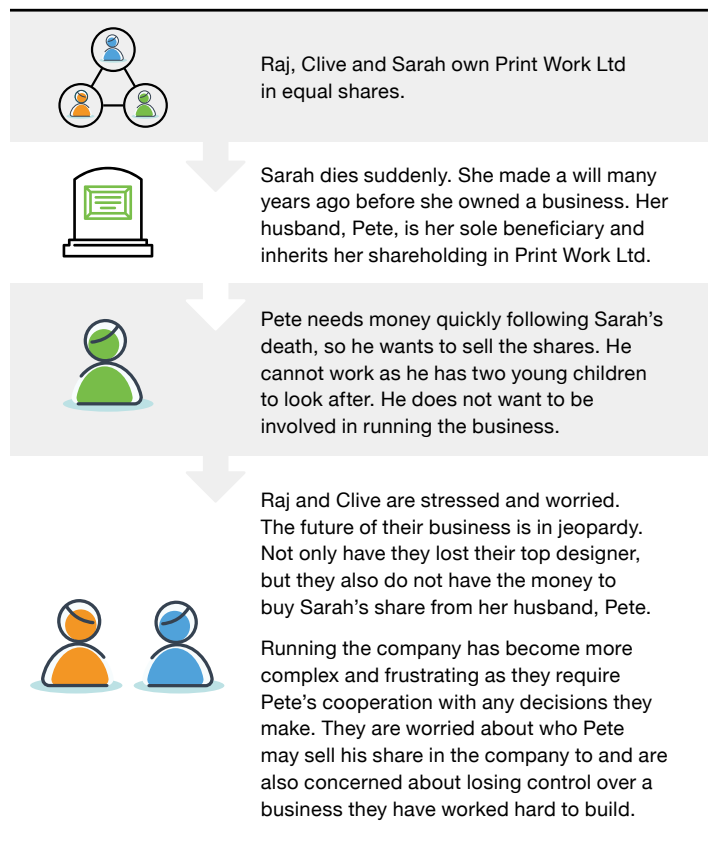 Raj, Clive and Sarah own Print Work Ltd
in equal shares.
Sarah dies suddenly. She made a will many
years ago before she owned a business. Her
husband, Pete, is her sole beneficiary and
inherits her shareholding in Print Work Ltd.
Pete needs money quickly following Sarah’s
death, so he wants to sell the shares. He
cannot work as he has two young children
to look after. He does not want to be
involved in running the business.
Raj and Clive are stressed and worried.
The future of their business is in jeopardy.
Not only have they lost their top designer,
but they also do not have the money to
buy Sarah’s share from her husband, Pete.
Running the company has become more
complex and frustrating as they require
Pete’s cooperation with any decisions they
make. They are worried about who Pete
may sell his share in the company to and are
also concerned about losing control over a
business they have worked hard to build.